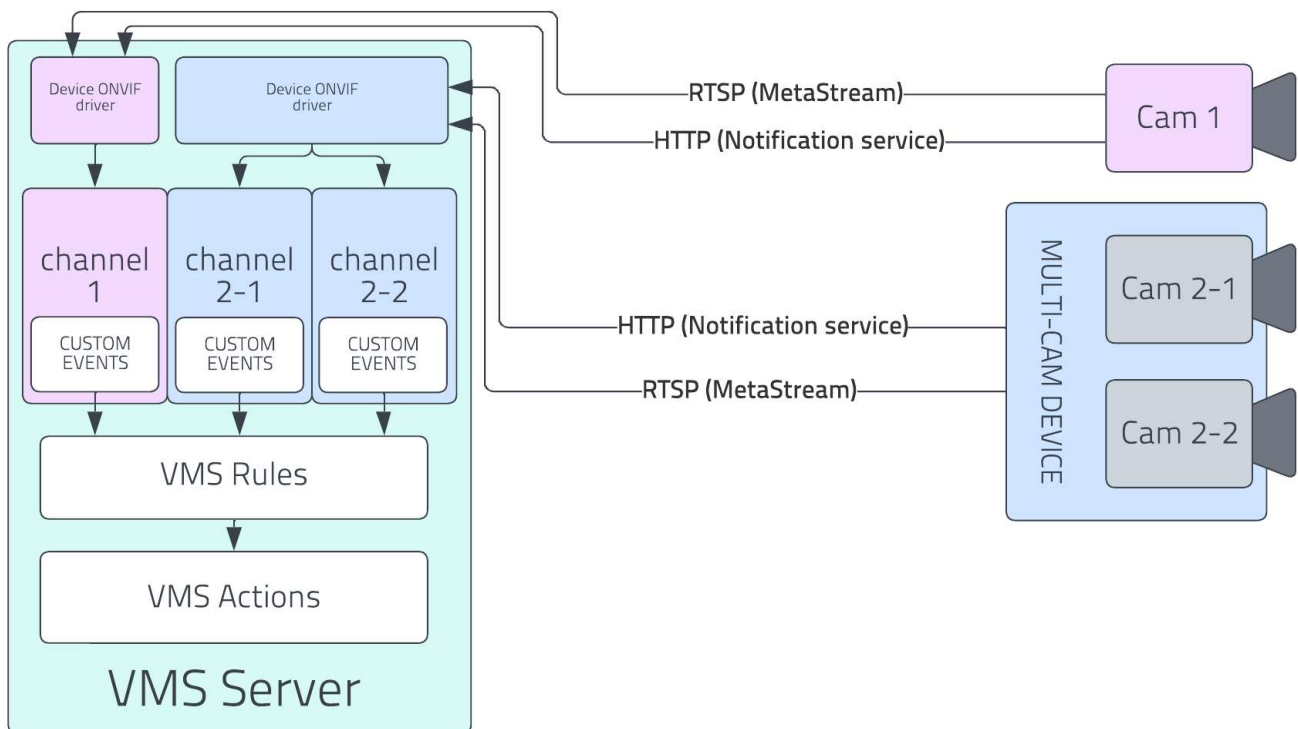 Device ONVIF
driver
Device ONVIF
driver
RTSP (MetaStream)
HTTP (Notification service)
Cam 1
channel
1
channel
2-1
channel
2-2
CUSTOM
EVENTS
CUSTOM
EVENTS
CUSTOM
EVENTS
HTTP (Notification service)
RTSP (MetaStream)
MULTI-CAM DEVICE
Cam 2-1
Cam 2-2
VMS Rules
VMS Actions
VMS Server